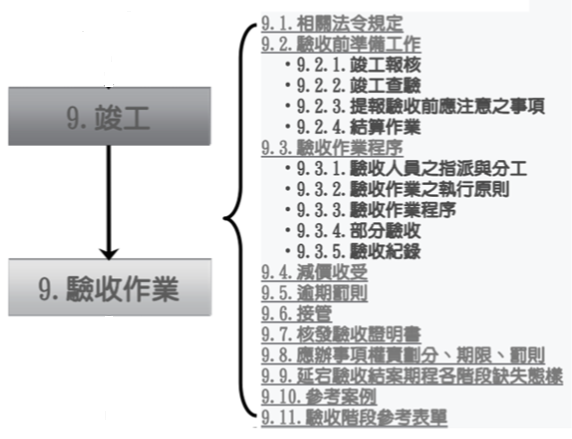 9.竣工
9.驗收作業
9.1.相關法令規定
9.2.驗收前準備工作
•9.2.1.竣工報核
•9.2.2.竣工查驗
•9.2.3.提報驗收前應注意之事項
•9.2.4.結算作業
9.3.驗收作業程序
•9.3.1.驗收人員之指派與分工
•9.3.2.驗收作業之執行原則
•9.3.3.驗收作業程序
•9.3.4.部分驗收
•9.3.5.驗收紀錄
9.4.減價收受
9.5.逾期罰則
9.6.接管
9.7.核發驗收證明書
9.8.應辦事項權責劃分、期限、罰則
9.9.延宕驗收結案期程各階段缺失態樣
9.10.參考案例
9.11.驗收階段參考表單